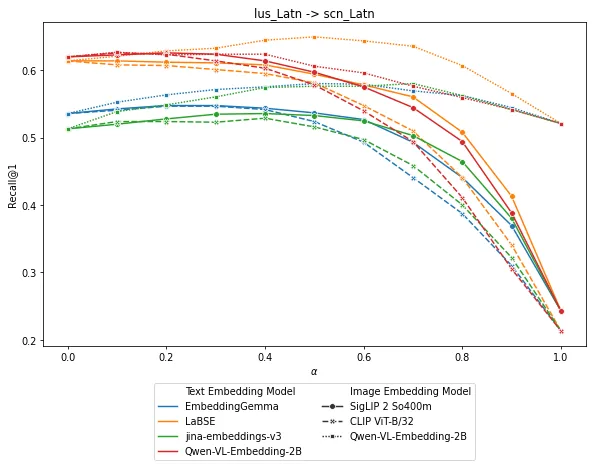 lus_Latn -> scn_Latn
Recall@1
0.6
0.5
0.4
0.3
0.2
0.0 0.2 0.4 0.6 0.8 1.0
α
Text Embedding Model Image Embedding Model
EmbeddingGemma SigLIP 2 So400m
LaBSE CLIP ViT-B/32
jina-embeddings-v3 Qwen-VL-Embedding-2B
Qwen-VL-Embedding-2B